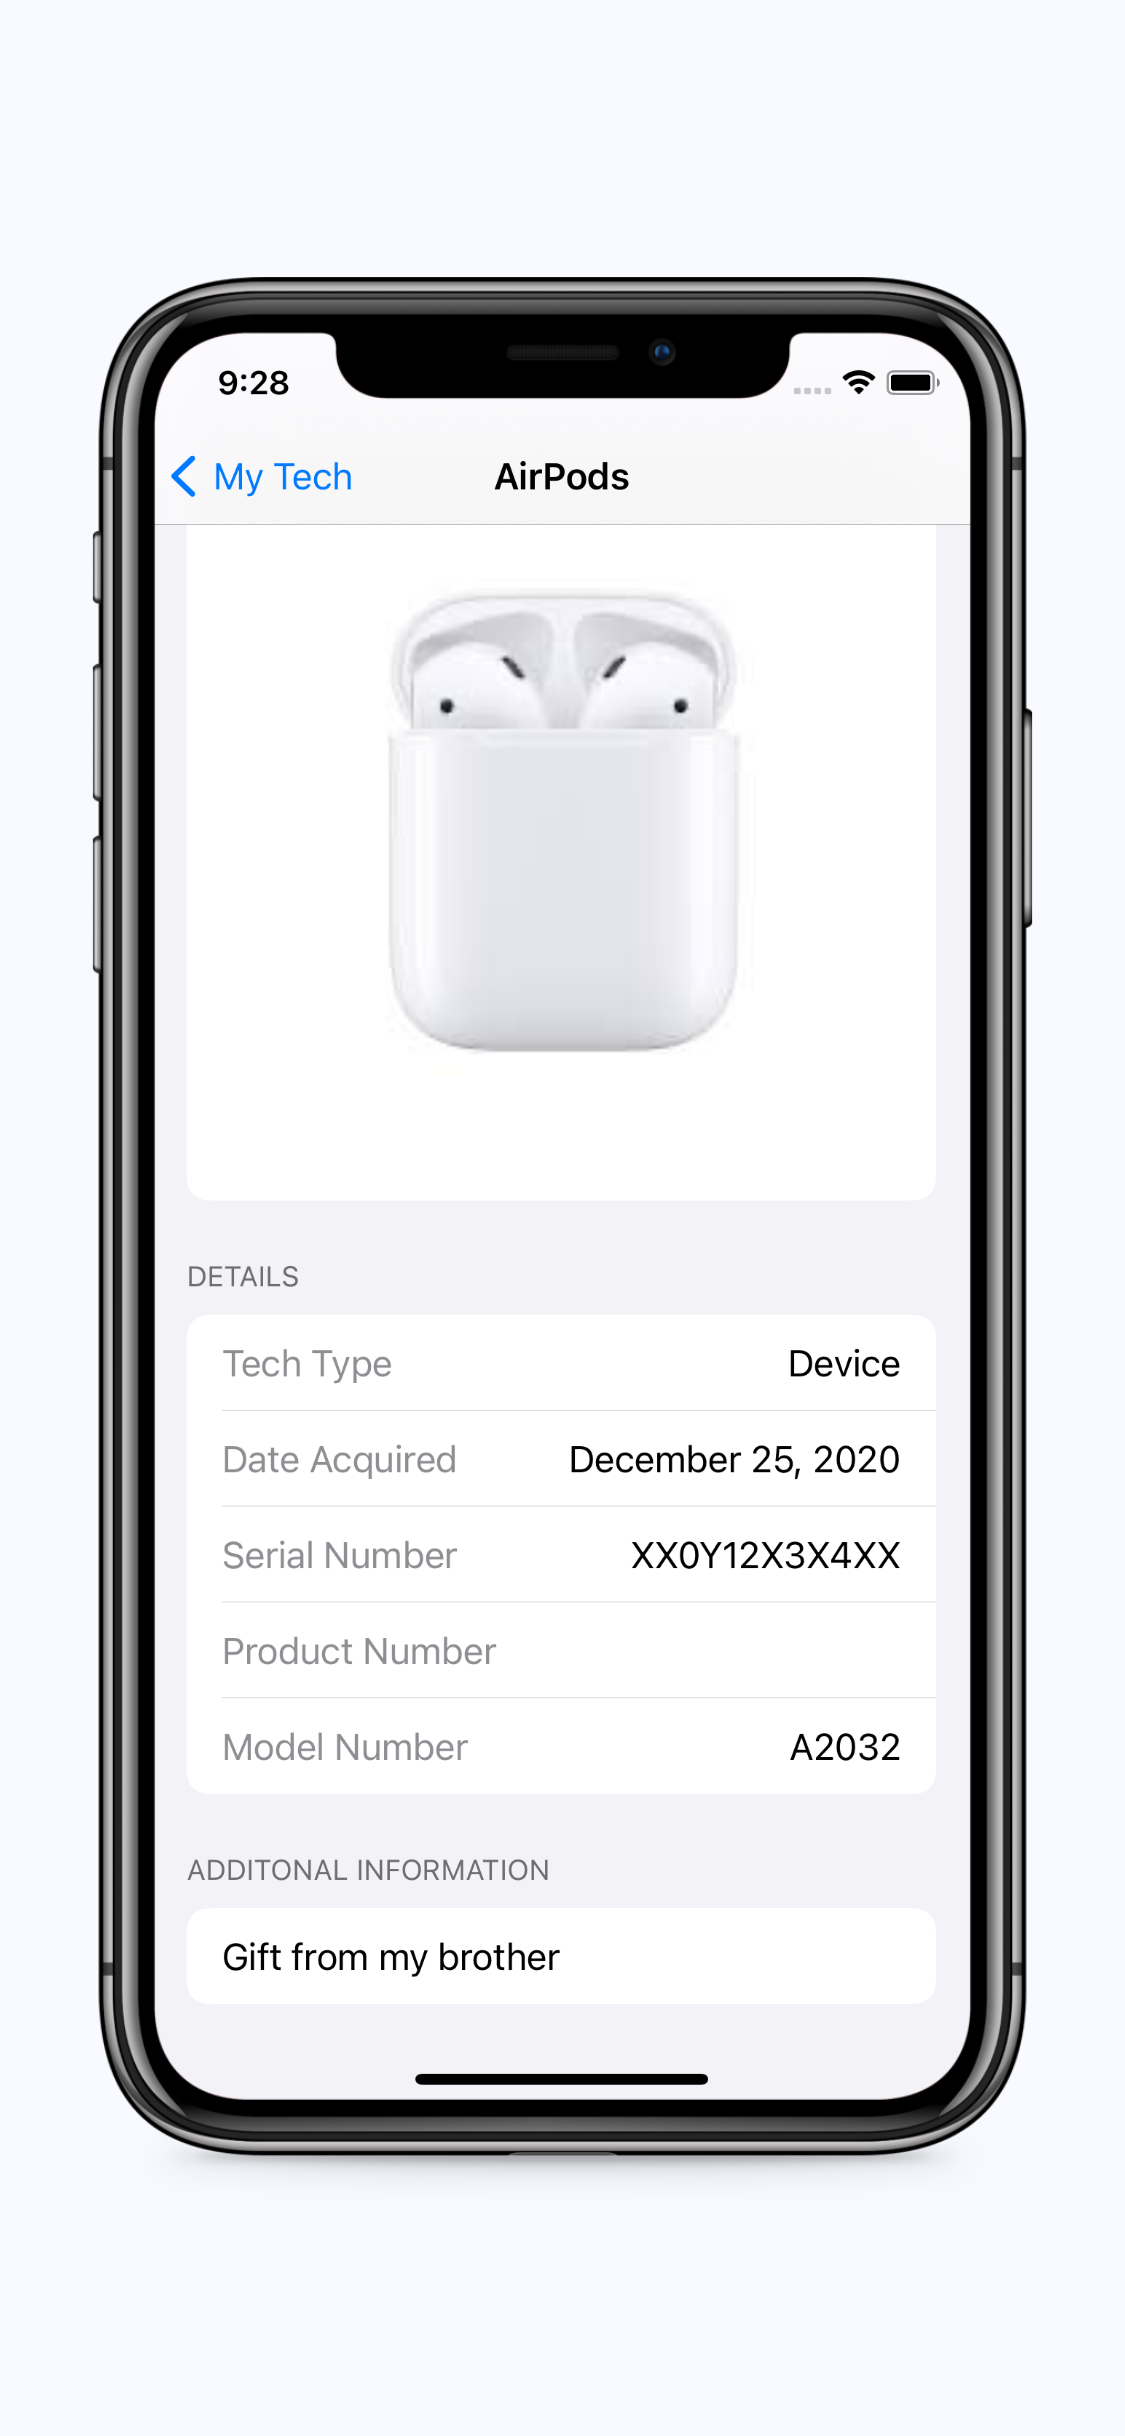 9:28
My Tech
AirPods
DETAILS
Tech Type Device
Date Acquired December 25, 2020
Serial Number XX0Y12X3X4XX
Product Number
Model Number A2032
ADDITONAL INFORMATION
Gift from my brother